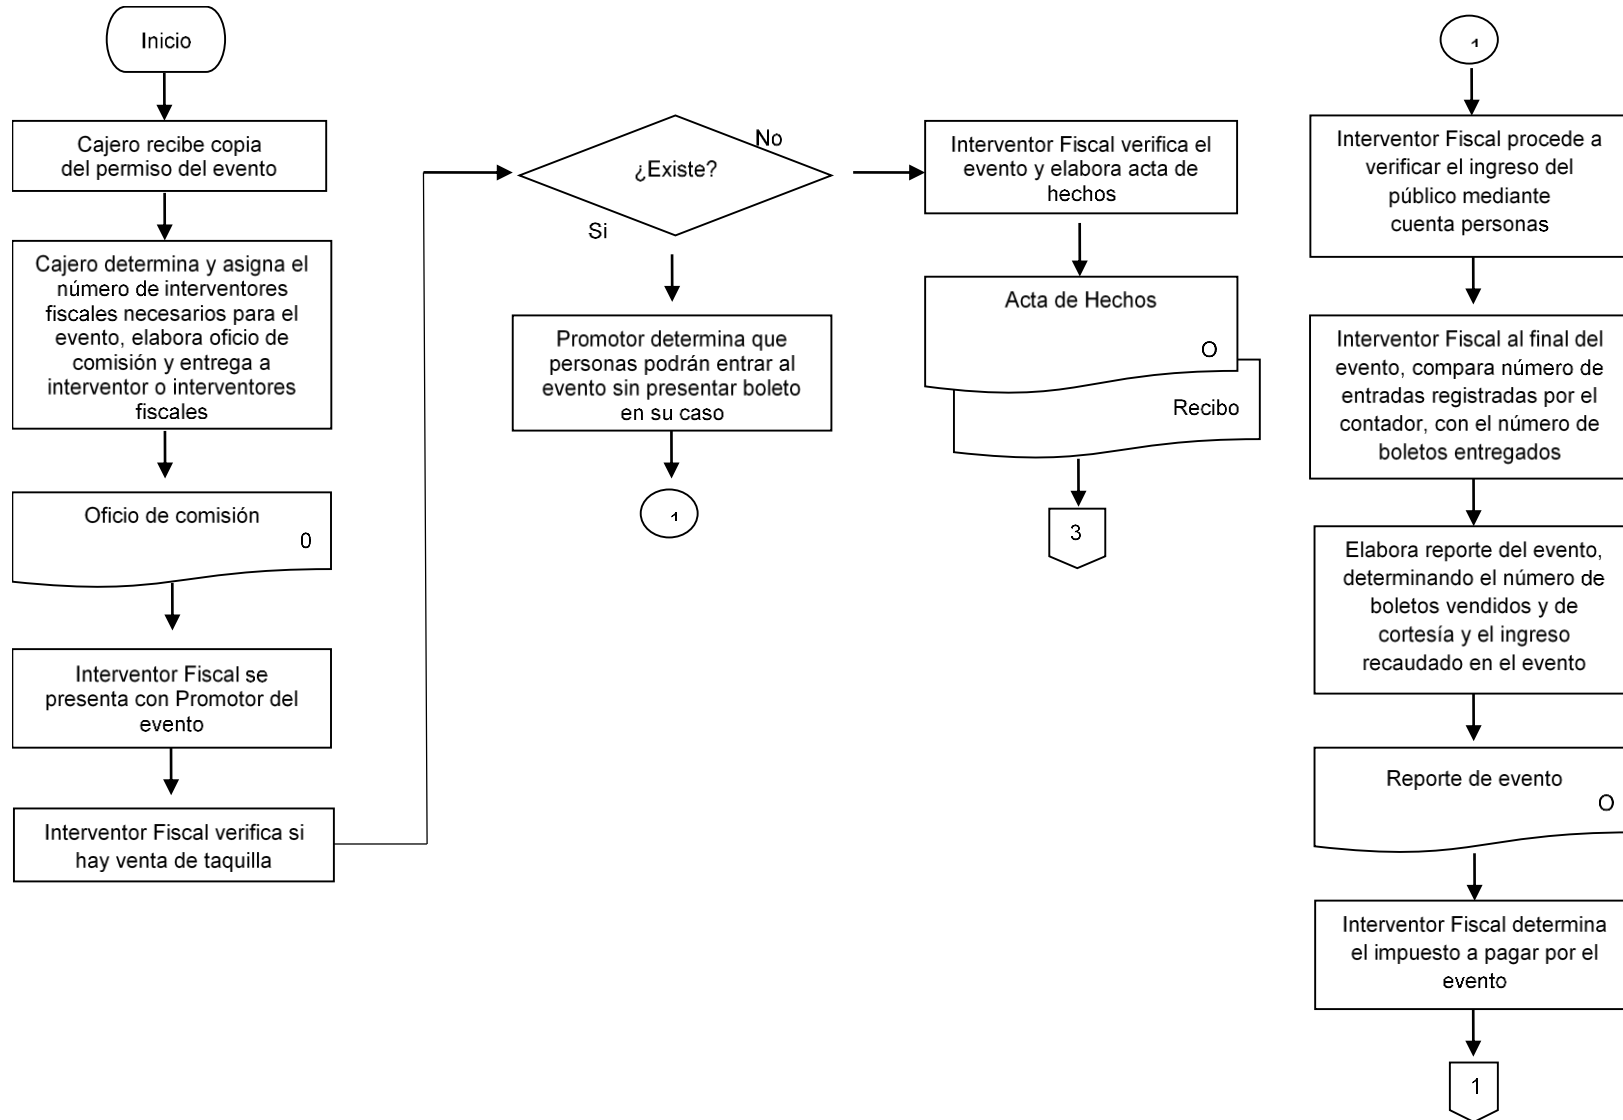 Inicio
Cajero recibe copia
del permiso del evento
Cajero determina y asigna el
número de interventores
fiscales necesarios para el
evento, elabora oficio de
comisión y entrega a
interventor o interventores
fiscales
Oficio de comisión
0
Interventor Fiscal se
presenta con Promotor del
evento
Interventor Fiscal verifica si
hay venta de taquilla
¿Existe?
No
Si
Promotor determina que
personas podrán entrar al
evento sin presentar boleto
en su caso
1
Interventor Fiscal verifica el
evento y elabora acta de
hechos
Acta de Hechos
O
Recibo
3
1
Interventor Fiscal procede a
verificar el ingreso del
público mediante
cuenta personas
Interventor Fiscal al final del
evento, compara número de
entradas registradas por el
contador, con el número de
boletos entregados
Elabora reporte del evento,
determinando el número de
boletos vendidos y de
cortesía y el ingreso
recaudado en el evento
Reporte de evento
O
Interventor Fiscal determina
el impuesto a pagar por el
evento
1